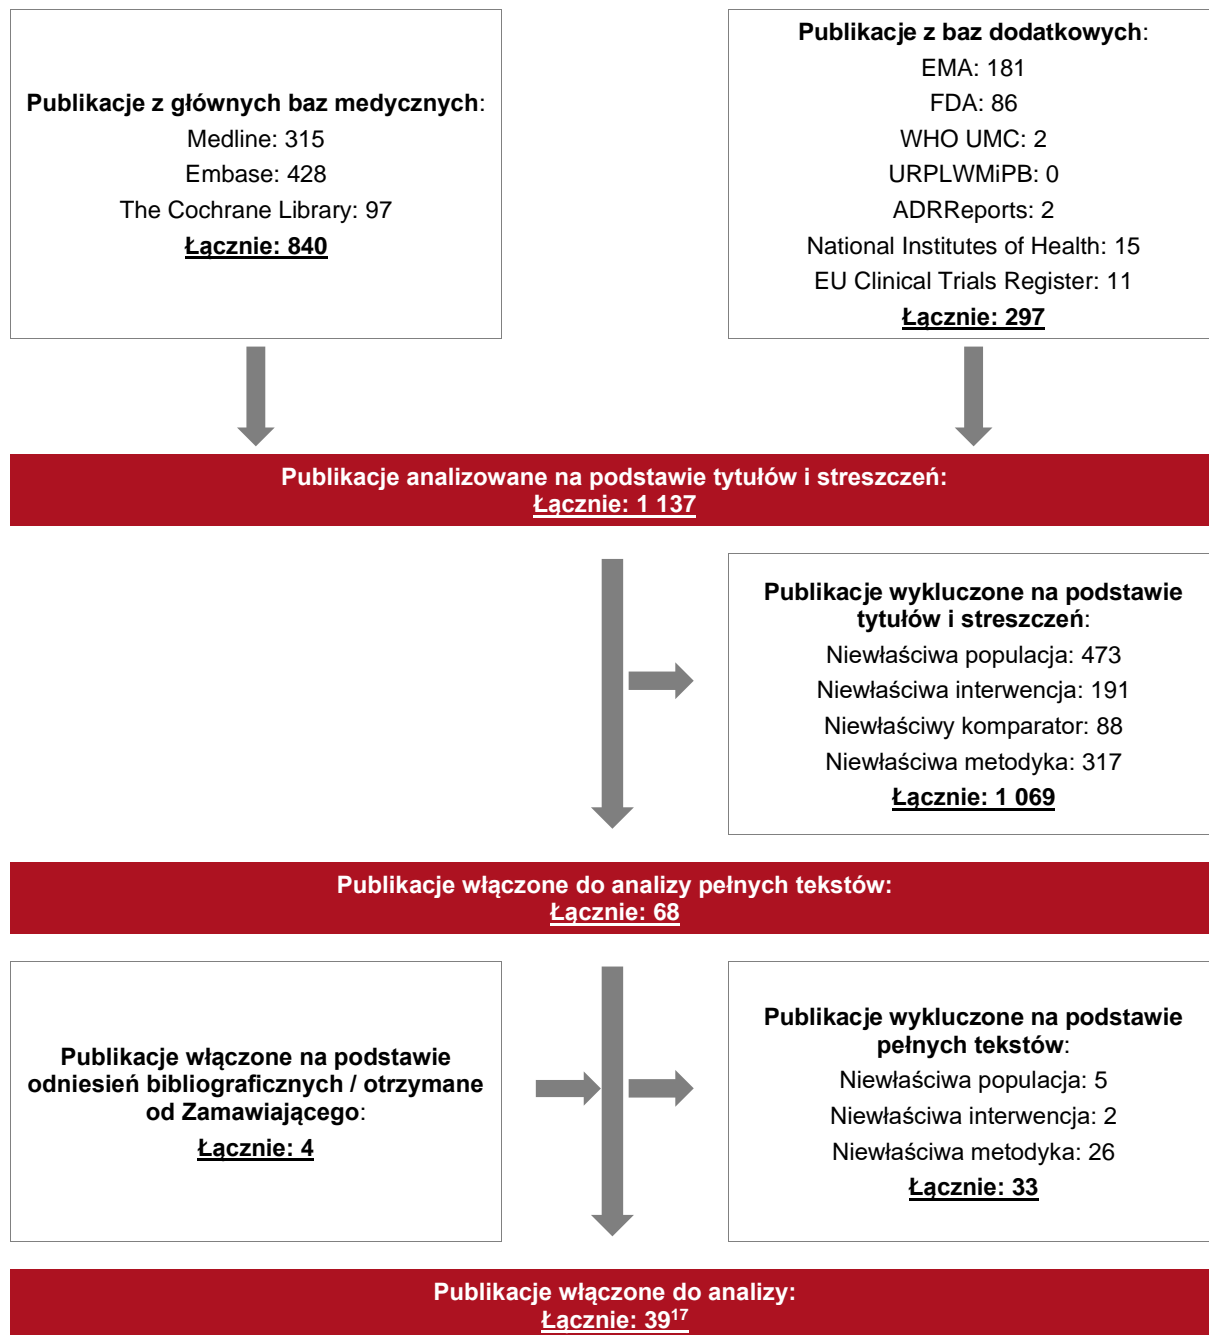 Publikacje z głównych baz medycznych:
Medline: 315
Embase: 428
The Cochrane Library: 97
Łącznie: 840
Publikacje z baz dodatkowych:
EMA: 181
FDA: 86
WHO UMC: 2
URPLWMiPB: 0
ADRReports: 2
National Institutes of Health: 15
EU Clinical Trials Register: 11
Łącznie: 297
Publikacje analizowane na podstawie tytułów i streszczeń:
Łącznie: 1 137
Publikacje wykluczone na podstawie
tytułów i streszczeń:
Niewłaściwa populacja: 473
Niewłaściwa interwencja: 191
Niewłaściwy komparator: 88
Niewłaściwa metodyka: 317
Łącznie: 1 069
Publikacje włączone do analizy pełnych tekstów:
Łącznie: 68
Publikacje włączone na podstawie
odniesień bibliograficznych / otrzymane
od Zamawiającego:
Łącznie: 4
Publikacje wykluczone na podstawie
pełnych tekstów:
Niewłaściwa populacja: 5
Niewłaściwa interwencja: 2
Niewłaściwa metodyka: 26
Łącznie: 33
Publikacje włączone do analizy:
Łącznie: 39¹⁷